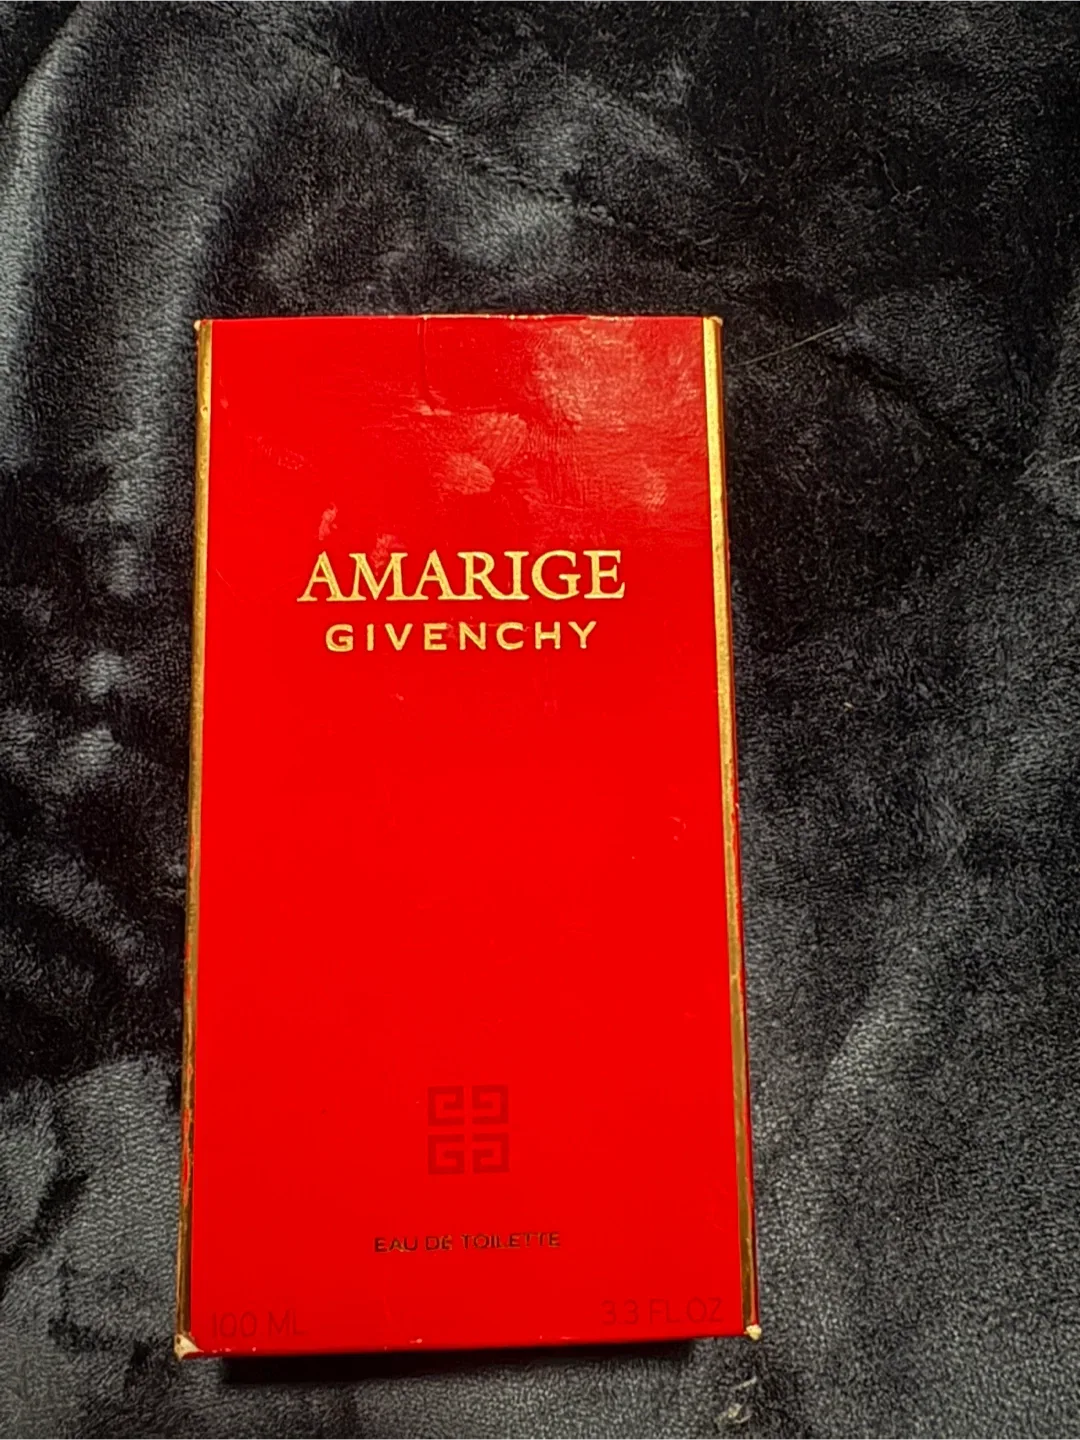 AMARIGE
GIVENCHY
EAU DE TOILETTE
100 ML 3.3 FL.OZ